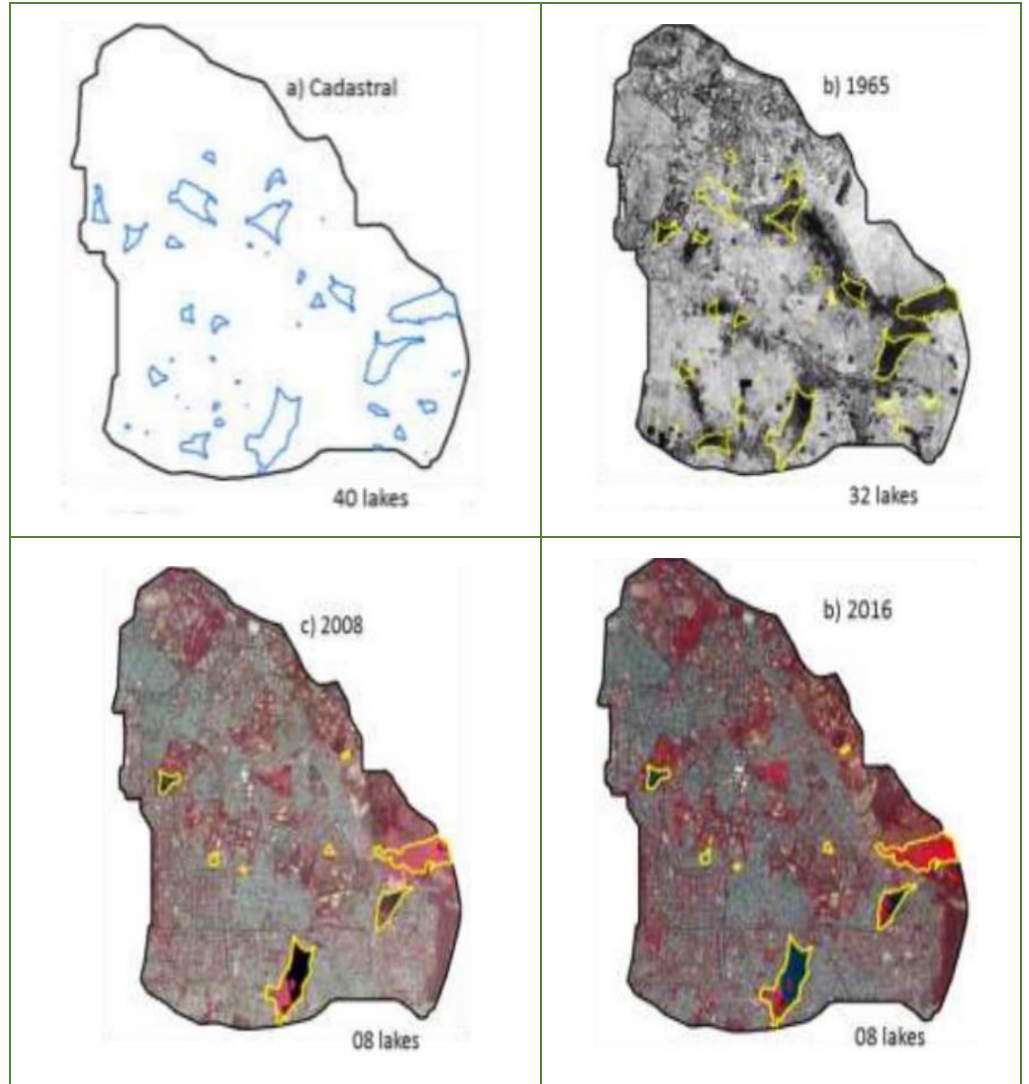 a) Cadastral
40 lakes
b) 1965
32 lakes
c) 2008
08 lakes
b) 2016
08 lakes